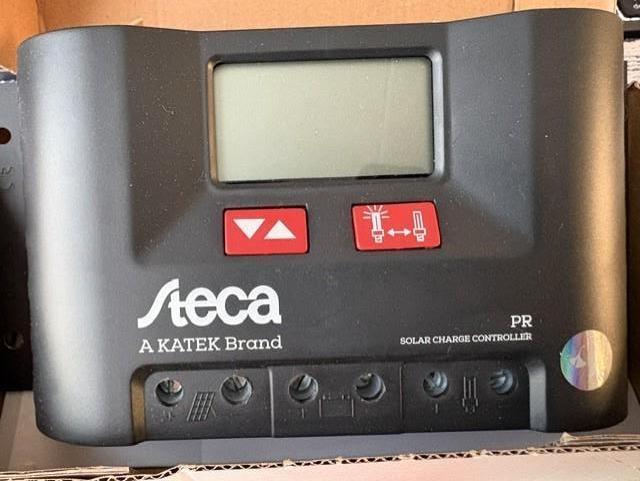 Steca
A KATEK Brand
PR
SOLAR CHARGE CONTROLLER